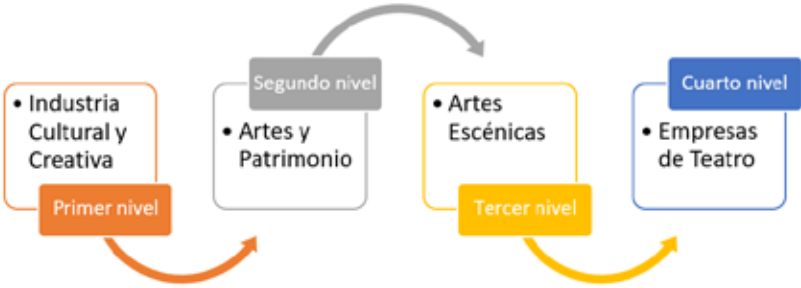 • Industria
Cultural y
Creativa
Primer nivel
Segundo nivel
• Artes y
Patrimonio
• Artes
Escénicas
Tercer nivel
Cuarto nivel
• Empresas
de Teatro